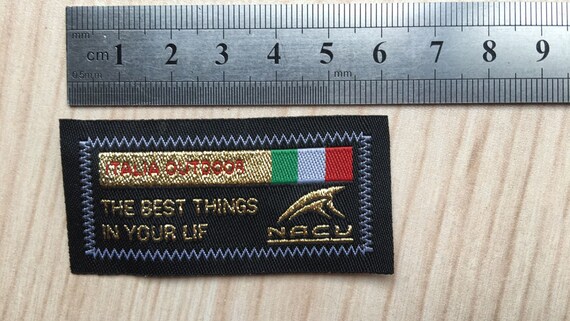 mm
cm 1 2 3 4 5 6 7 8 9
0.5mm mm
ITALIA OUTDOOR
THE BEST THINGS
IN YOUR LIF
NACU